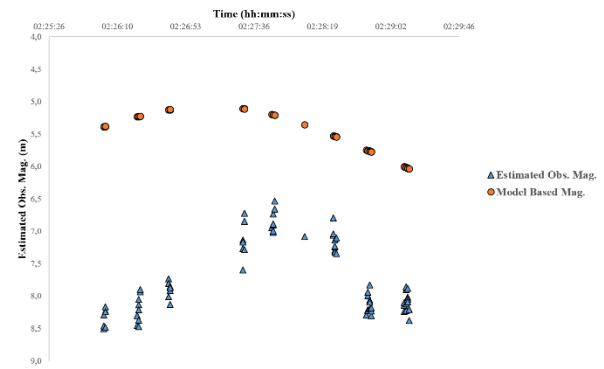 Time (hh:mm:ss)
02:25:26 02:26:10 02:26:53 02:27:36 02:28:19 02:29:02 02:29:46
4,0
4,5
5,0
5,5
6,0
6,5
7,0
7,5
8,0
8,5
9,0
Estimated Obs. Mag. (m)
Estimated Obs. Mag.
Model Based Mag.